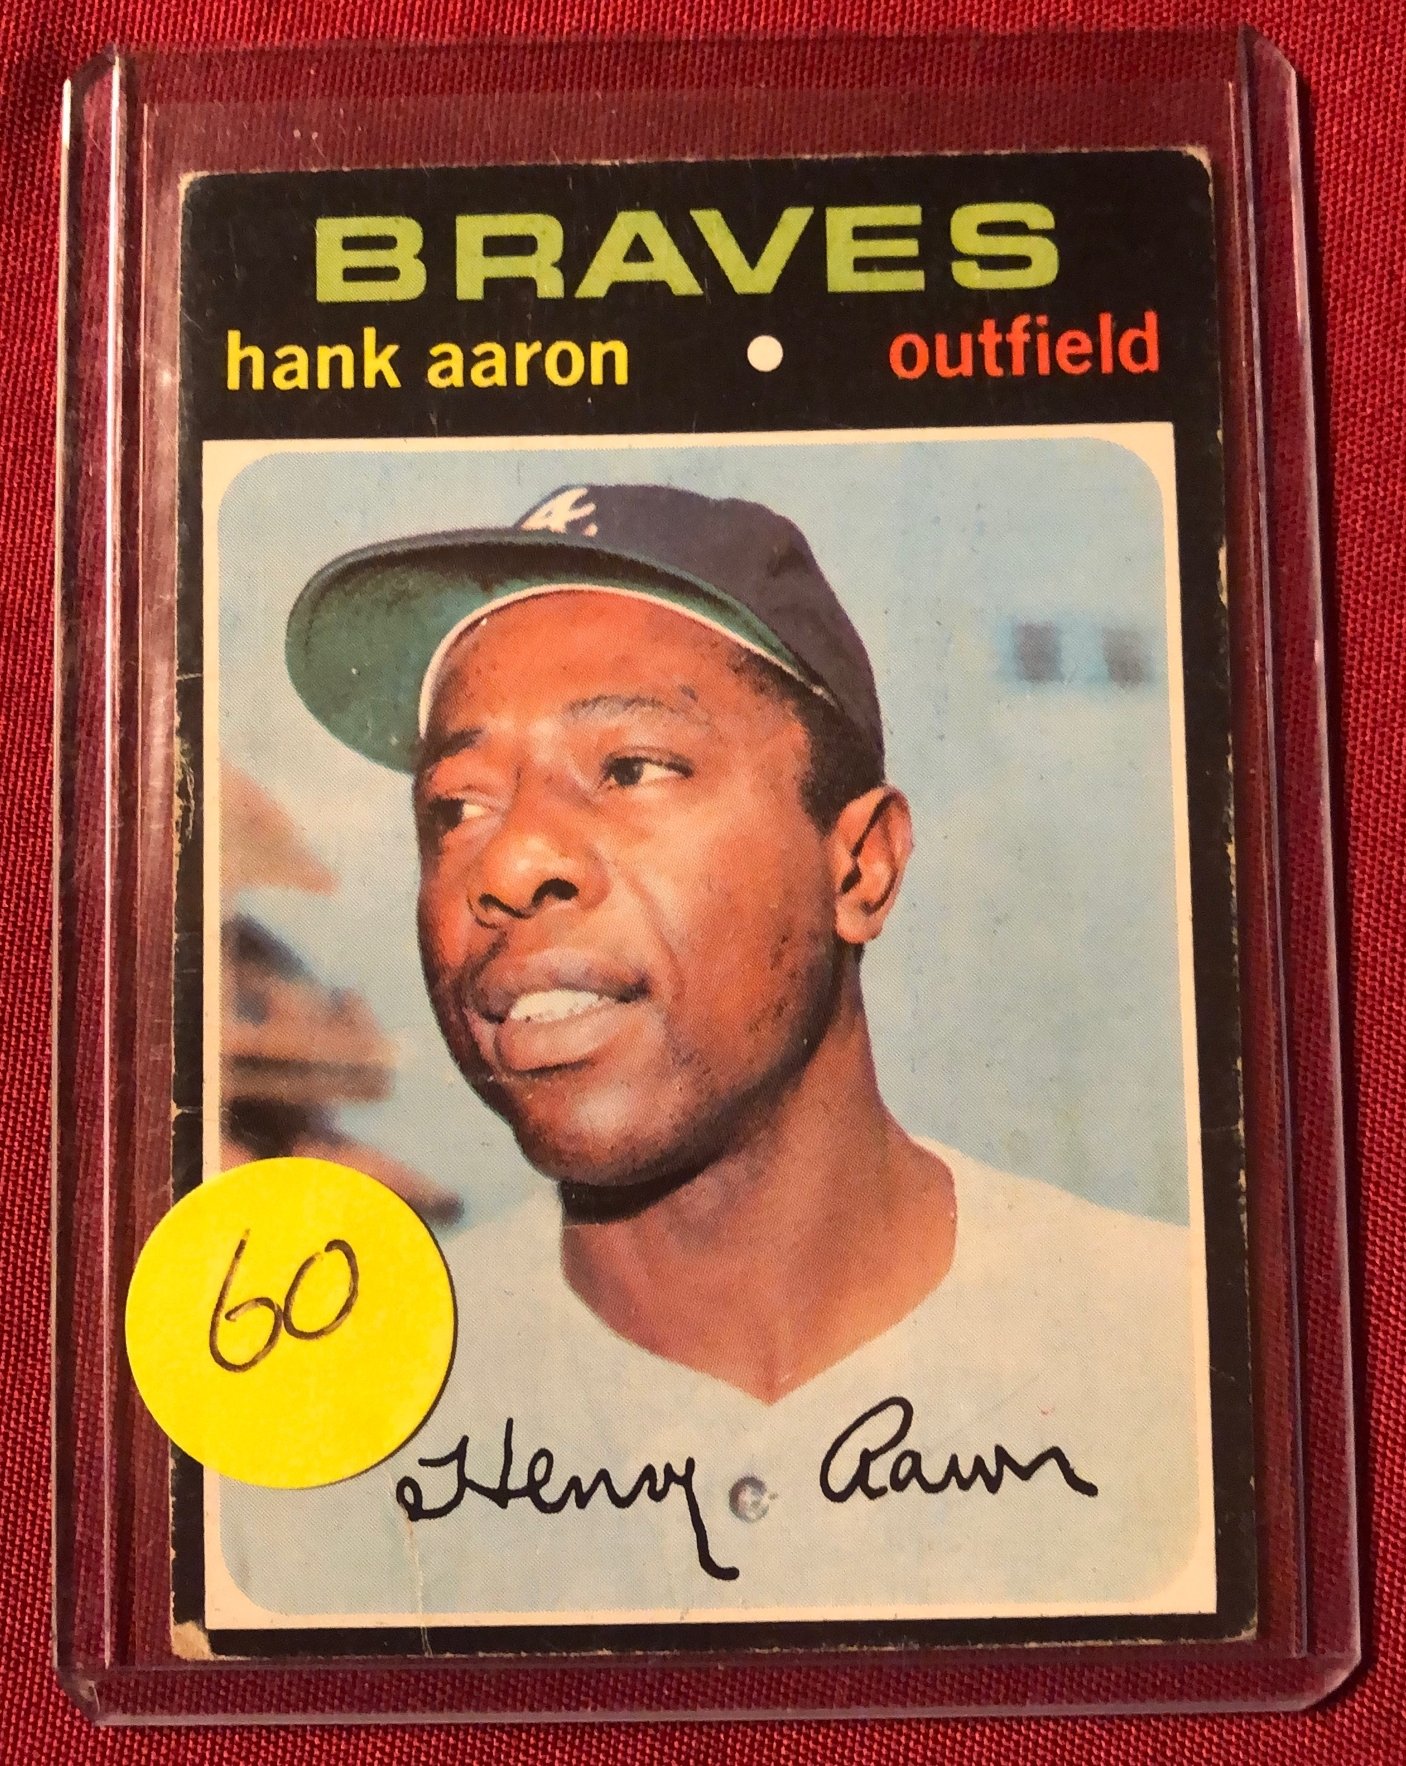 BRAVES
hank aaron • outfield
A
60
Henry Aaron